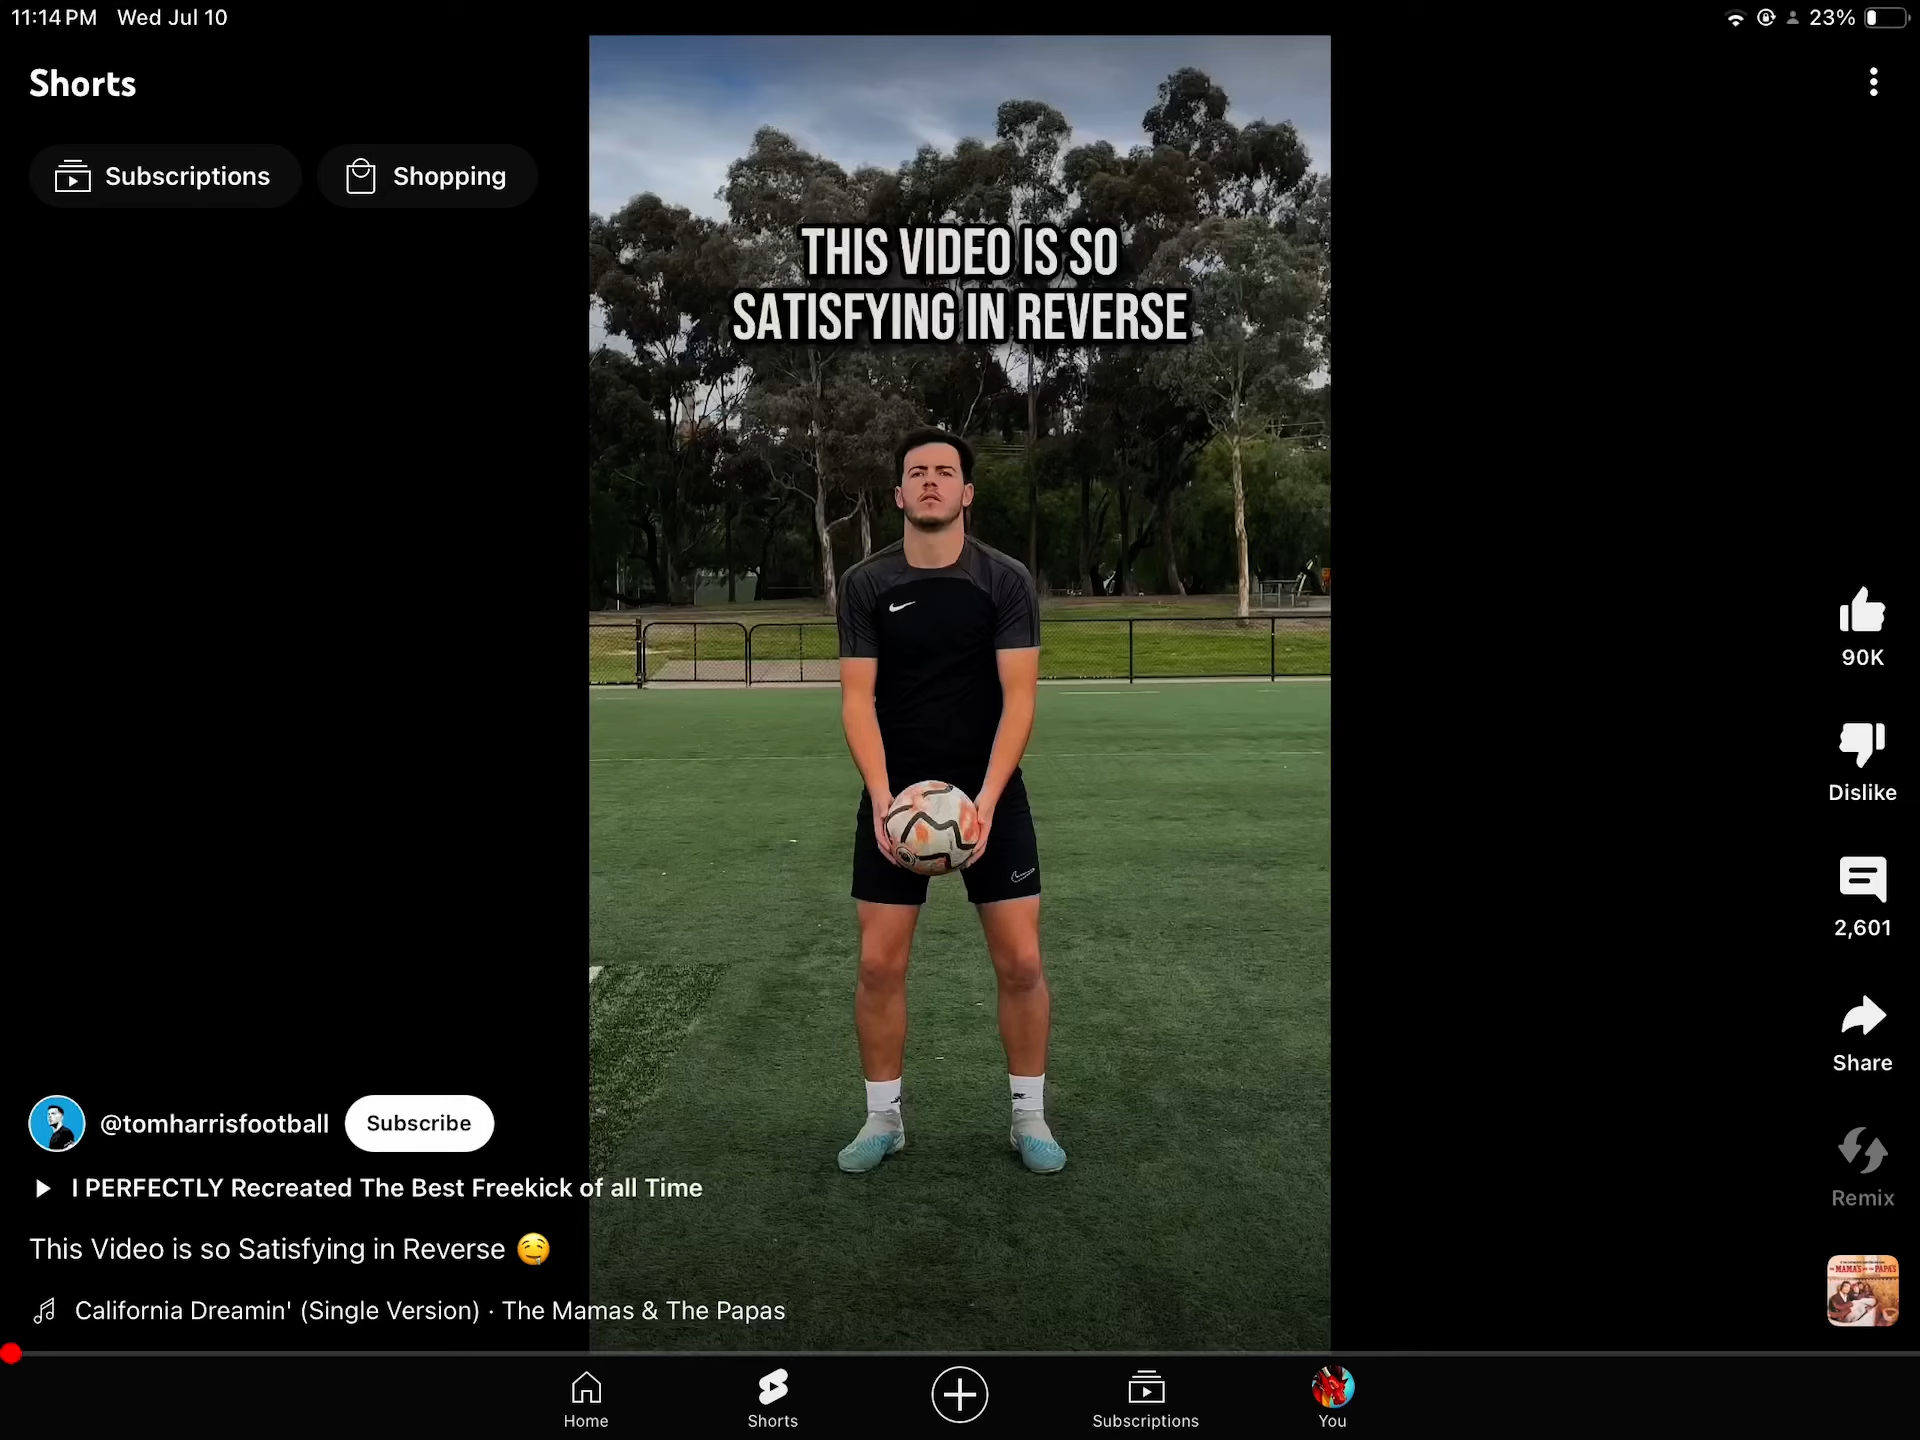 11:14 PM Wed Jul 10
23%
Shorts
Subscriptions
Shopping
THIS VIDEO IS SO
SATISFYING IN REVERSE
90K
Dislike
2,601
Share
Remix
@tomharrisfootball
Subscribe
I PERFECTLY Recreated The Best Freekick of all Time
This Video is so Satisfying in Reverse 🤤
California Dreamin' (Single Version) · The Mamas & The Papas
Home
Shorts
Subscriptions
You